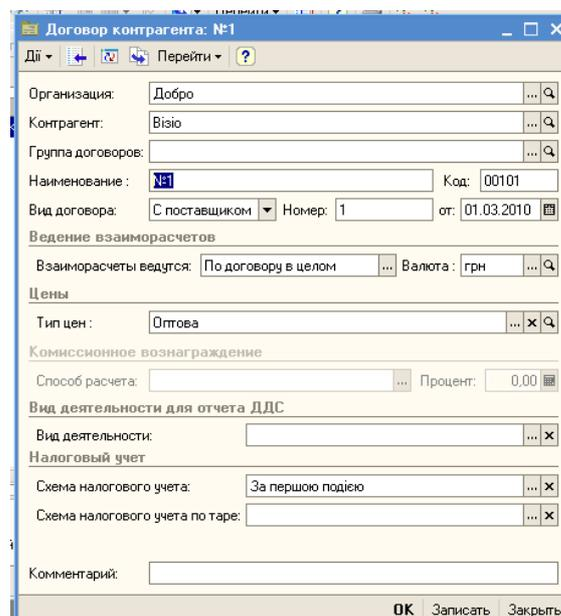 Договор контрагента: №1
Дії Перейти ?
Организация: Добро
Контрагент: Візіо
Группа договоров:
Наименование : №1 Код: 00101
Вид договора: С поставщиком Номер: 1 от: 01.03.2010
Ведение взаиморасчетов
Взаиморасчеты ведутся: По договору в целом Валюта : грн
Цены
Тип цен : Оптова
Комиссионное вознаграждение
Способ расчета: Процент: 0,00
Вид деятельности для отчета ДДС
Вид деятельности:
Налоговый учет
Схема налогового учета: За першою подією
Схема налогового учета по таре:
Комментарий:
OK Записать Закрыть